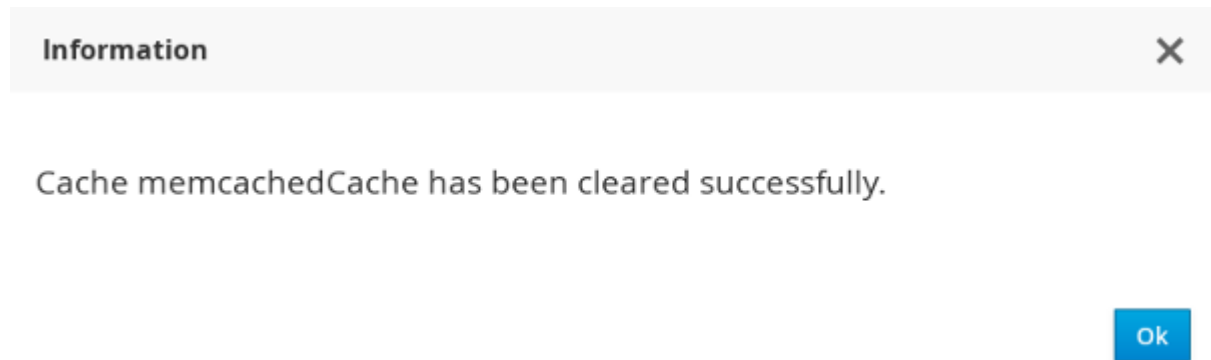 Information
Cache memcachedCache has been cleared successfully.
Ok